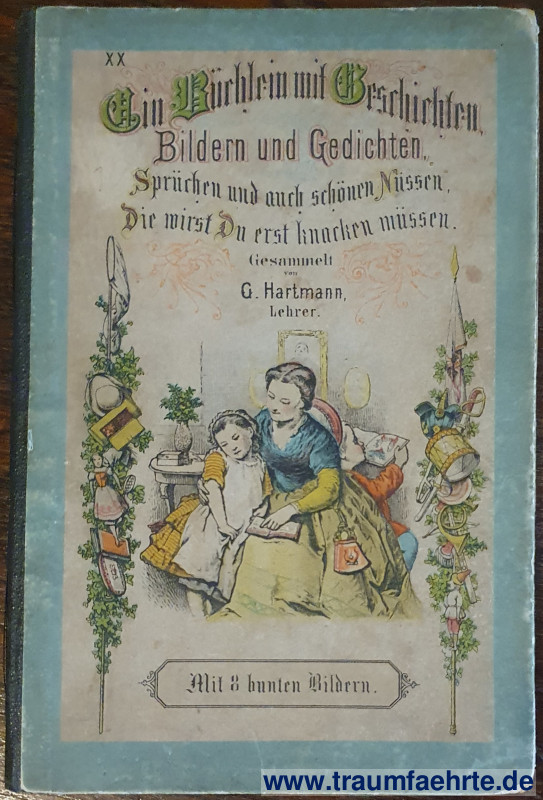 XX
Ein Büchlein mit Geschichten,
Bildern und Gedichten,
Sprüchen und auch schönen Nüssen,
Die wirst Du erst knacken müssen.
Gesammelt
von
G. Hartmann,
Lehrer.
Mit 8 bunten Bildern.
www.traumfaehrte.de